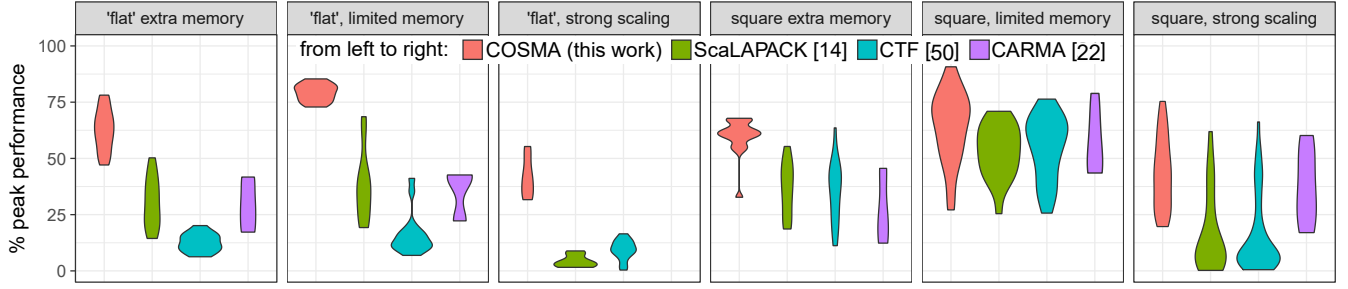 'flat' extra memory
'flat', limited memory
'flat', strong scaling
square extra memory
square, limited memory
square, strong scaling
from left to right: COSMA (this work) ScaLAPACK [14] CTF [50] CARMA [22]
% peak performance
100
75
50
25
0